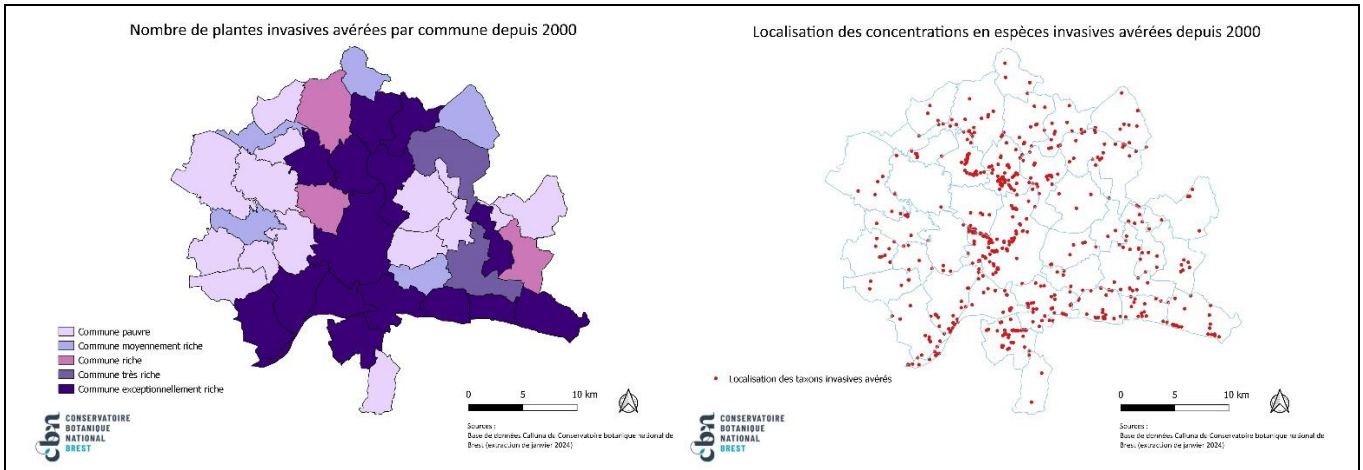 Nombre de plantes invasives avérées par commune depuis 2000
Commune pauvre
Commune moyennement riche
Commune riche
Commune très riche
Commune exceptionnellement riche
0 5 10 km
Sources :
Base de données Calluna du Conservatoire botanique national de
Brest (extraction de janvier 2024)
cbn
CONSERVATOIRE
BOTANIQUE
NATIONAL
BREST
Localisation des concentrations en espèces invasives avérées depuis 2000
Localisation des taxons invasives avérés
0 5 10 km
Sources :
Base de données Calluna du Conservatoire botanique national de
Brest (extraction de janvier 2024)
cbn
CONSERVATOIRE
BOTANIQUE
NATIONAL
BREST